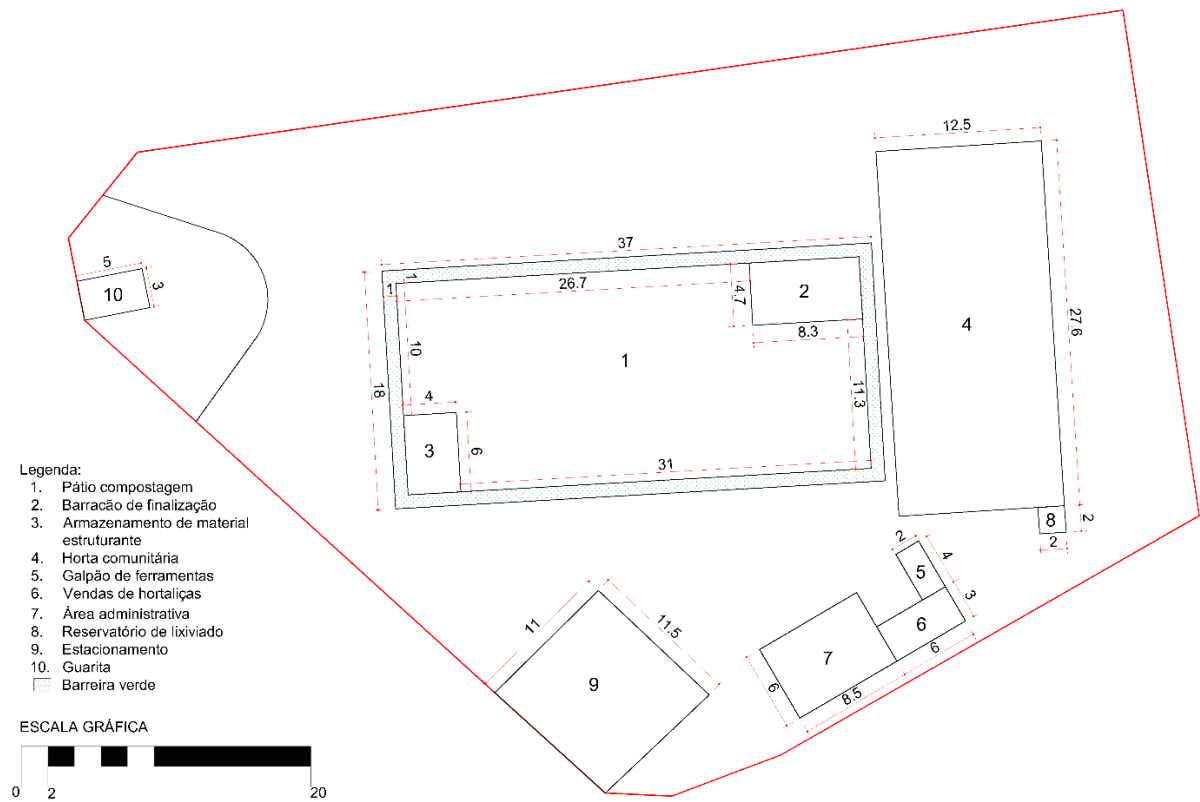 12.5
37
5
10
3
1
1
26.7
4.7
2
8.3
27.6
4
10
1
18
4
11.3
3
6
31
8
2
2
2
4
5
3
6
6
7
6
8.5
11
11.5
9
Legenda:
1. Pátio compostagem
2. Barracão de finalização
3. Armazenamento de material
estruturante
4. Horta comunitária
5. Galpão de ferramentas
6. Vendas de hortaliças
7. Área administrativa
8. Reservatório de lixiviado
9. Estacionamento
10. Guarita
Barreira verde
ESCALA GRÁFICA
0 2 20